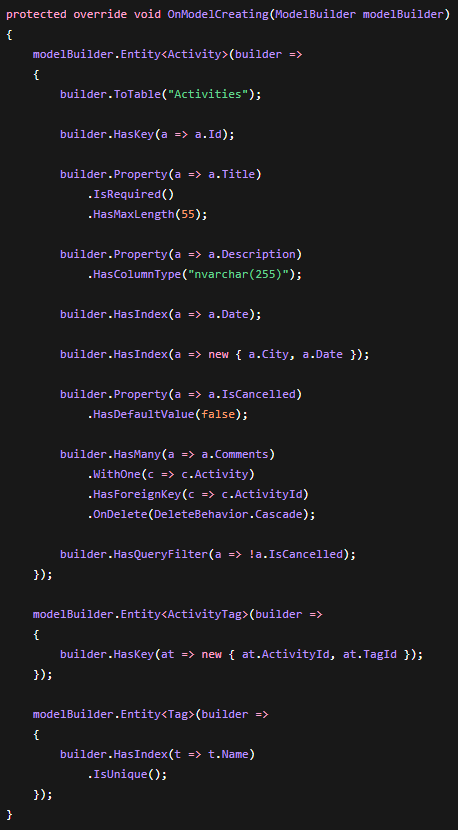 protected override void OnModelCreating(ModelBuilder modelBuilder)
{
    modelBuilder.Entity<Activity>(builder =>
    {
        builder.ToTable("Activities");

        builder.HasKey(a => a.Id);

        builder.Property(a => a.Title)
            .IsRequired()
            .HasMaxLength(55);

        builder.Property(a => a.Description)
            .HasColumnType("nvarchar(255)");

        builder.HasIndex(a => a.Date);

        builder.HasIndex(a => new { a.City, a.Date });

        builder.Property(a => a.IsCancelled)
            .HasDefaultValue(false);

        builder.HasMany(a => a.Comments)
            .WithOne(c => c.Activity)
            .HasForeignKey(c => c.ActivityId)
            .OnDelete(DeleteBehavior.Cascade);

        builder.HasQueryFilter(a => !a.IsCancelled);
    });

    modelBuilder.Entity<ActivityTag>(builder =>
    {
        builder.HasKey(at => new { at.ActivityId, at.TagId });
    });

    modelBuilder.Entity<Tag>(builder =>
    {
        builder.HasIndex(t => t.Name)
            .IsUnique();
    });
}